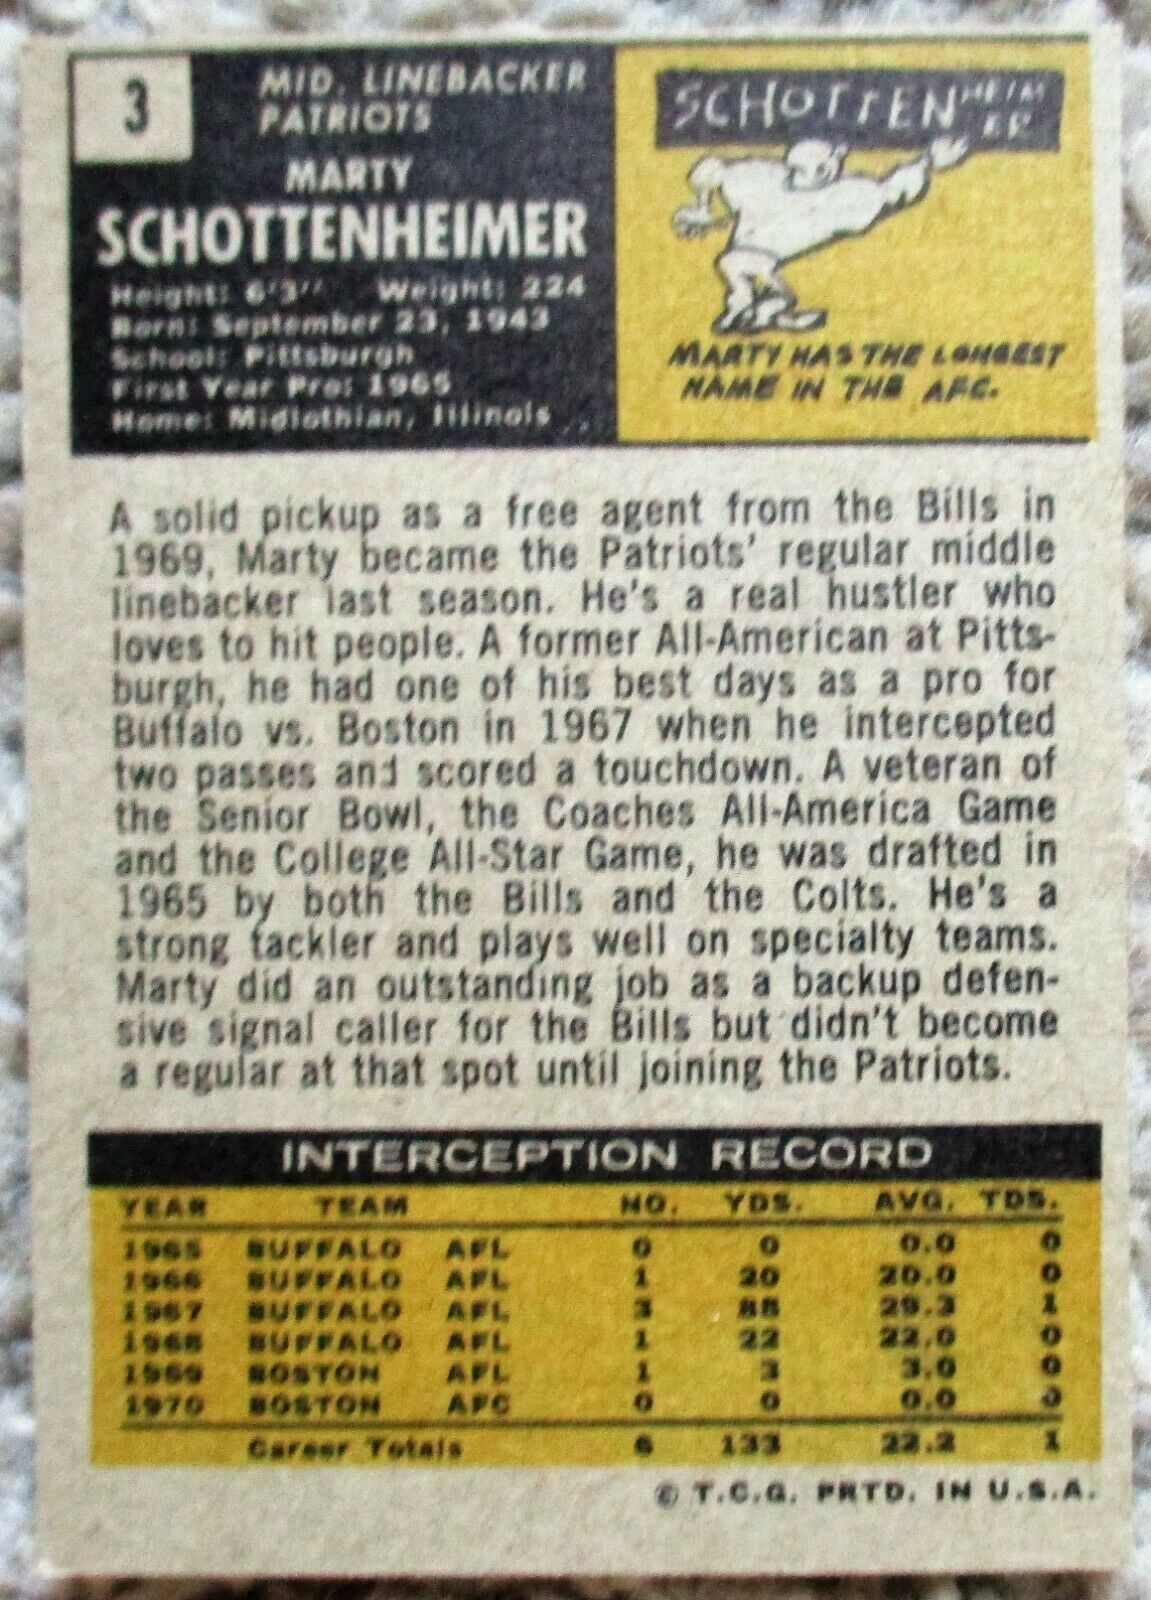 3
MID. LINEBACKER
PATRIOTS
MARTY
SCHOTTENHEIMER
Height: 6'3" Weight: 224
Born: September 23, 1943
School: Pittsburgh
First Year Pro: 1965
Home: Midlothian, Illinois
SCHOTTENHEIM
ER
MARTY HAS THE LONGEST
NAME IN THE AFC.
A solid pickup as a free agent from the Bills in
1969, Marty became the Patriots' regular middle
linebacker last season. He's a real hustler who
loves to hit people. A former All-American at Pitts-
burgh, he had one of his best days as a pro for
Buffalo vs. Boston in 1967 when he intercepted
two passes and scored a touchdown. A veteran of
the Senior Bowl, the Coaches All-America Game
and the College All-Star Game, he was drafted in
1965 by both the Bills and the Colts. He's a
strong tackler and plays well on specialty teams.
Marty did an outstanding job as a backup defen-
sive signal caller for the Bills but didn't become
a regular at that spot until joining the Patriots.
INTERCEPTION RECORD
YEAR TEAM NO. YDS. AVG. TDS.
1965 BUFFALO AFL 0 0 0.0 0
1966 BUFFALO AFL 1 20 20.0 0
1967 BUFFALO AFL 3 88 29.3 1
1968 BUFFALO AFL 1 22 22.0 0
1969 BOSTON AFL 1 3 3.0 0
1970 BOSTON AFC 0 0 0.0 0
Career Totals 6 133 22.2 1
© T.C.G. PRTD. IN U.S.A.